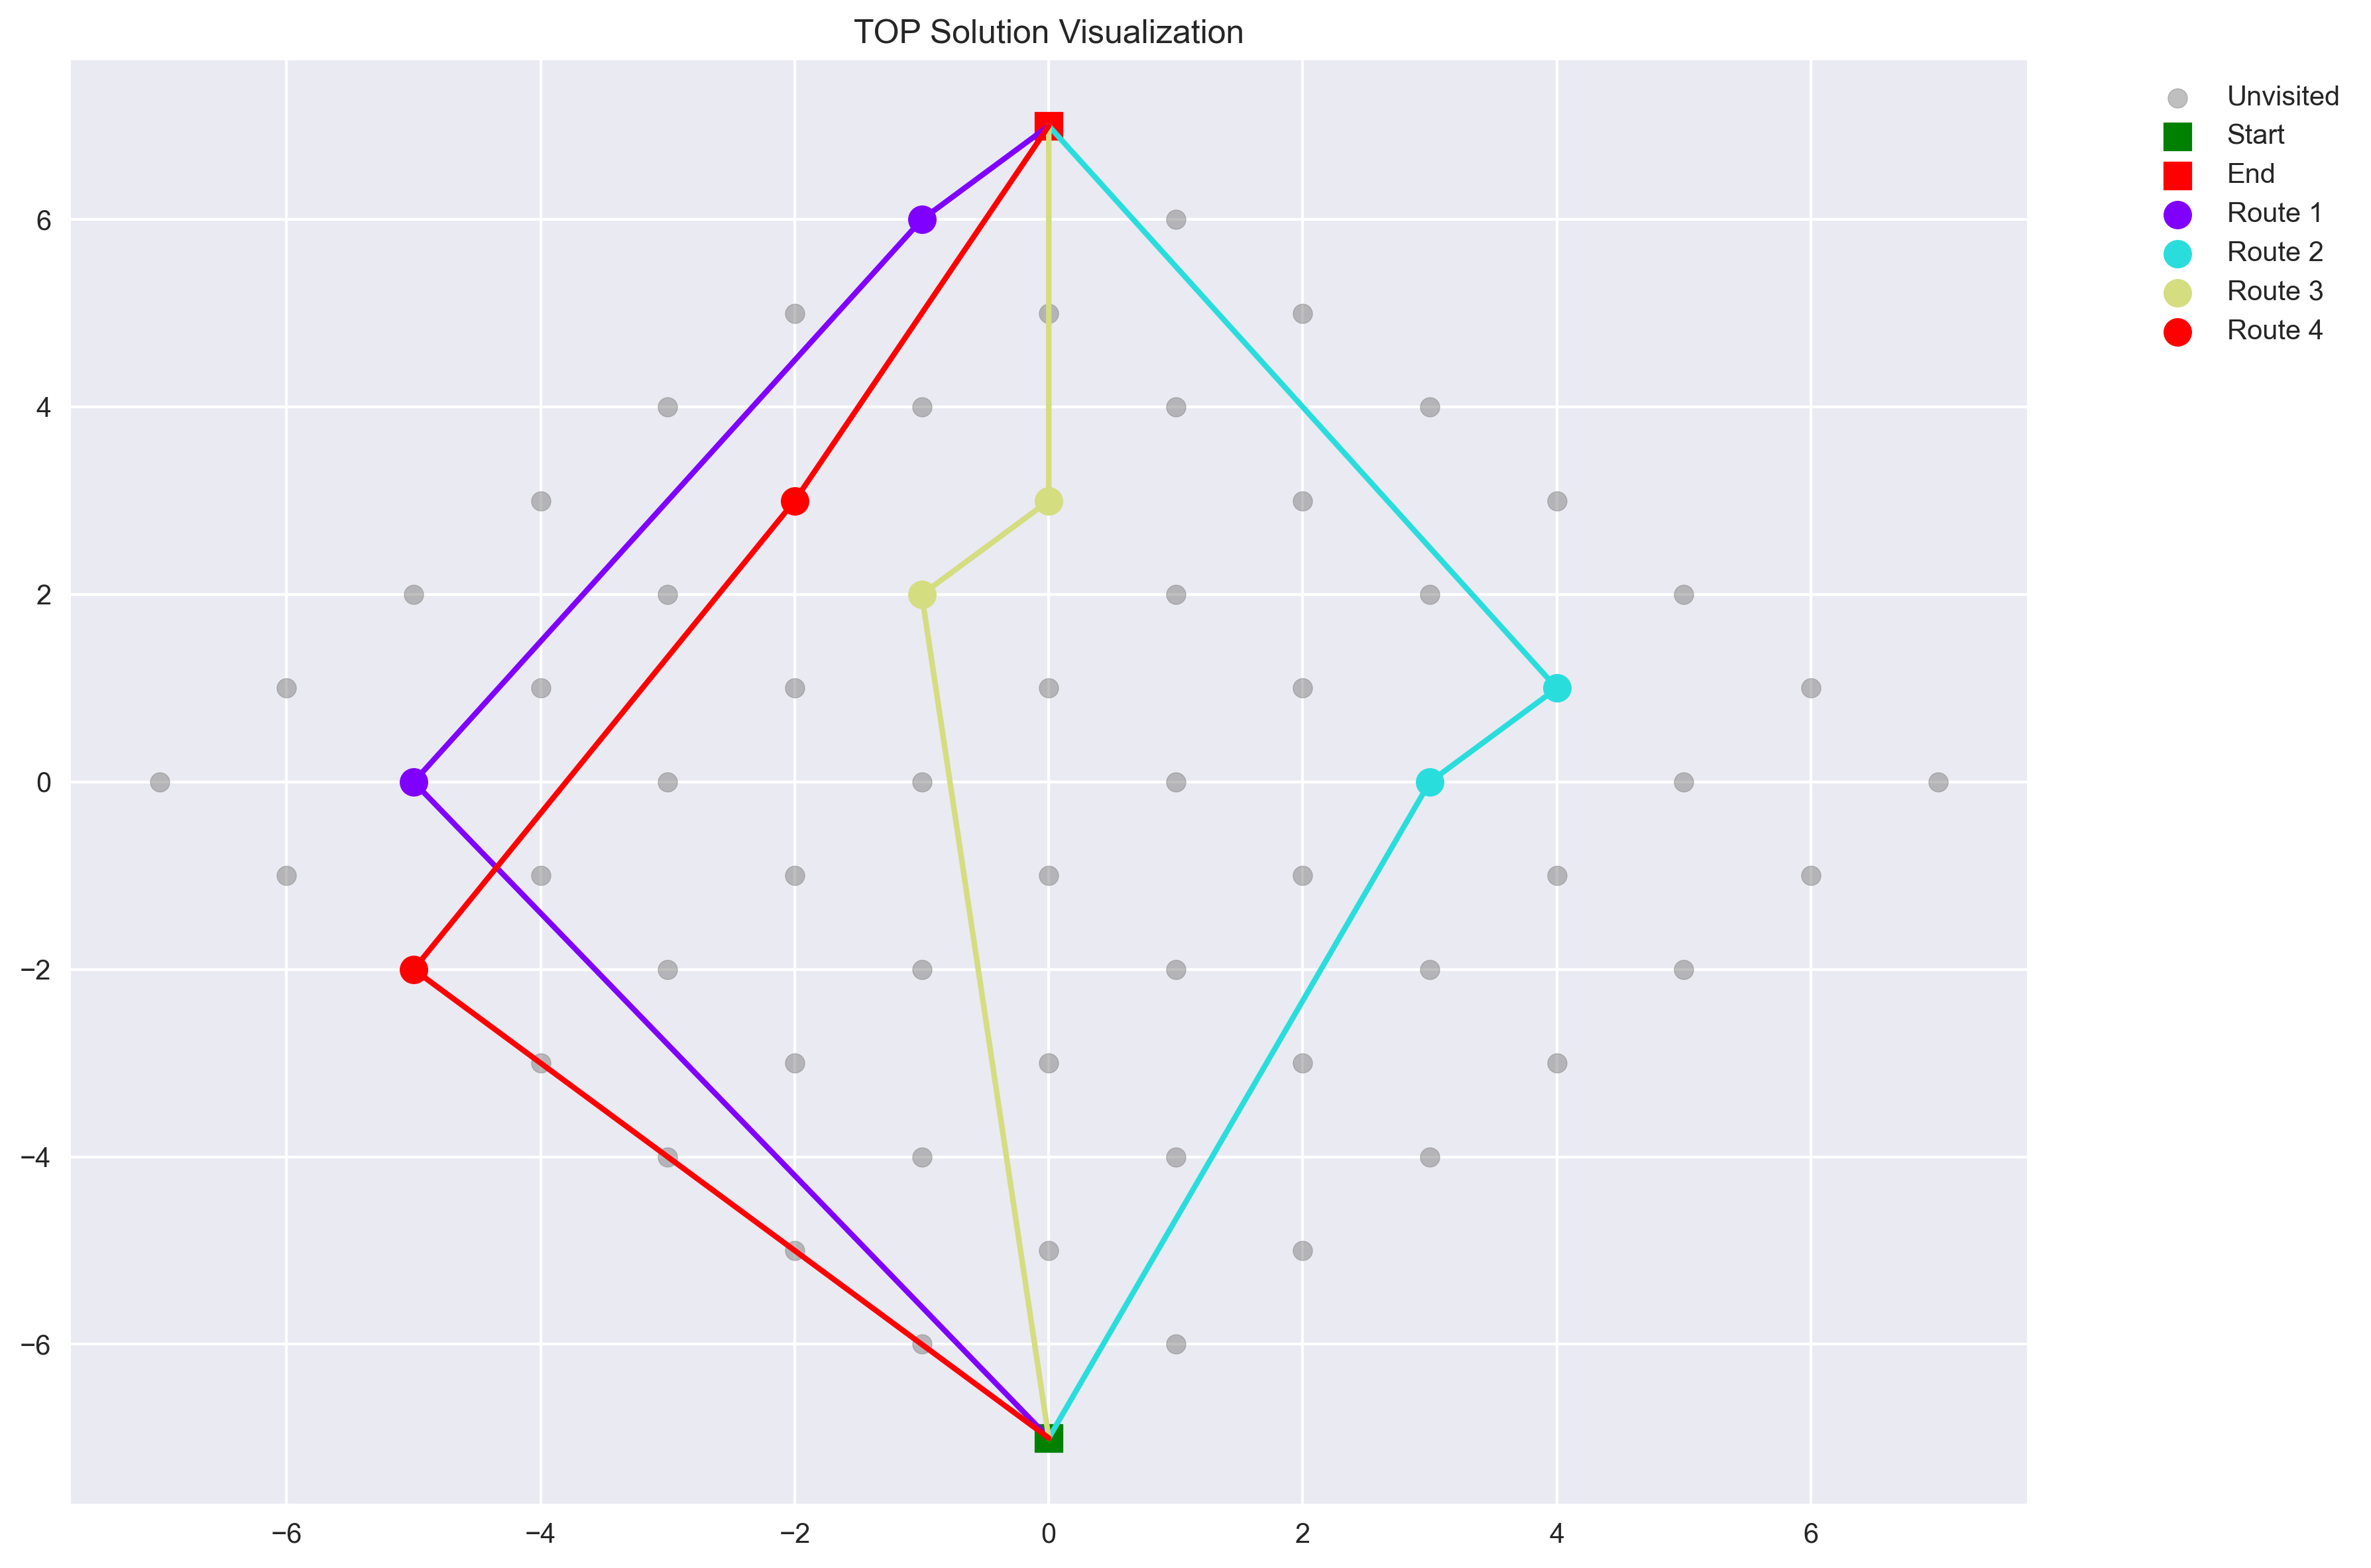 TOP Solution Visualization
Unvisited
Start
End
Route 1
Route 2
Route 3
Route 4
6
4
2
0
−2
−4
−6
−6 −4 −2 0 2 4 6